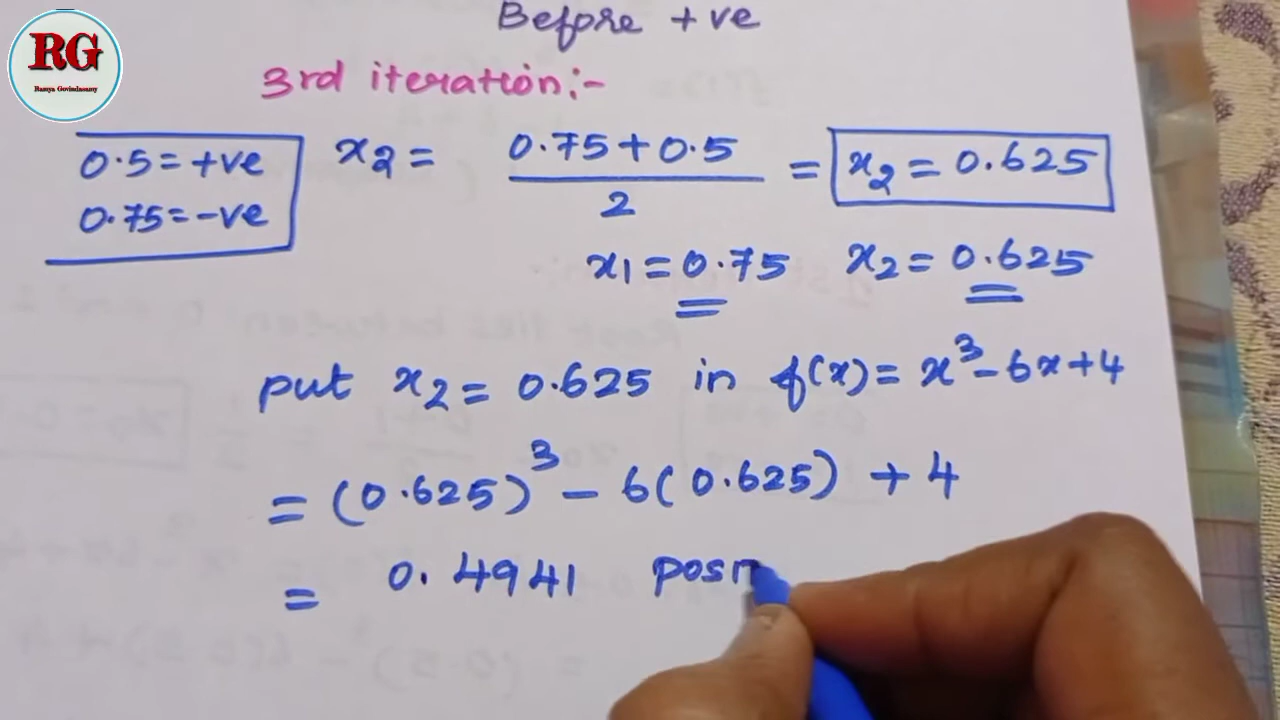 RG
Ramya Govindasamy
Before +ve
3rd iteration:-
0.5=+ve
0.75=-ve
x2= 0.75+0.5 / 2 = x2=0.625
x1=0.75 x2=0.625
put x2=0.625 in f(x)=x³-6x+4
=(0.625)³-6(0.625)+4
= 0.4941 posi